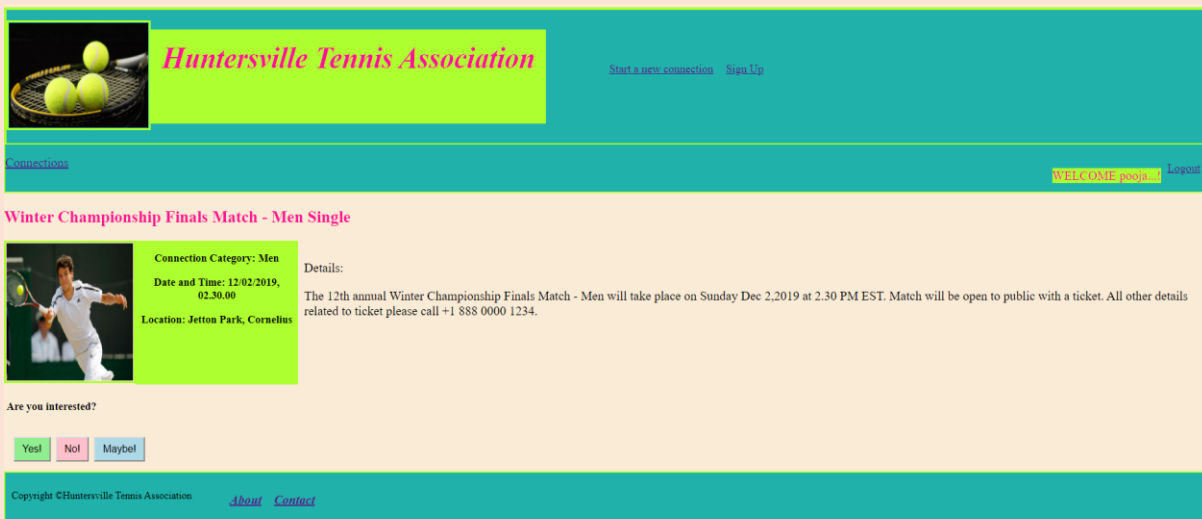 Huntersville Tennis Association
Start a new connection Sign Up
Connections
WELCOME pooja...!
Logout
Winter Championship Finals Match - Men Single
Connection Category: Men
Date and Time: 12/02/2019,
02.30.00
Location: Jetton Park, Cornelius
Details:
The 12th annual Winter Championship Finals Match - Men will take place on Sunday Dec 2,2019 at 2.30 PM EST. Match will be open to public with a ticket. All other details
related to ticket please call +1 888 0000 1234.
Are you interested?
Yes! No! Maybe!
Copyright ©Huntersville Tennis Association
About Contact